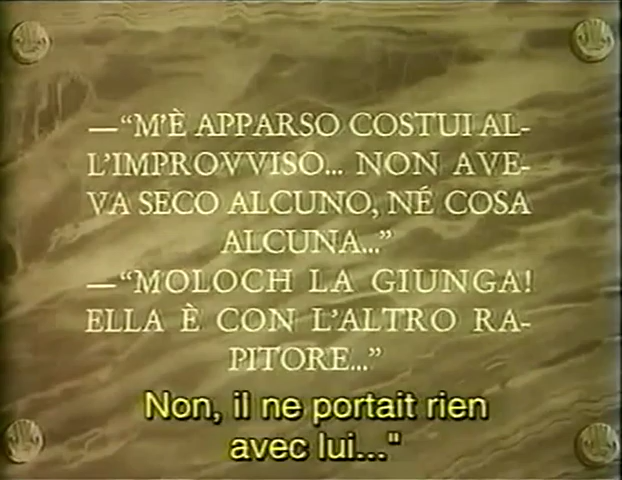 —“M'È APPARSO COSTUI AL-
L'IMPROVVISO... NON AVE-
VA SECO ALCUNO, NÉ COSA
ALCUNA...”
—“MOLOCH LA GIUNGA!
ELLA È CON L'ALTRO RA-
PITORE...”
Non, il ne portait rien
avec lui..."